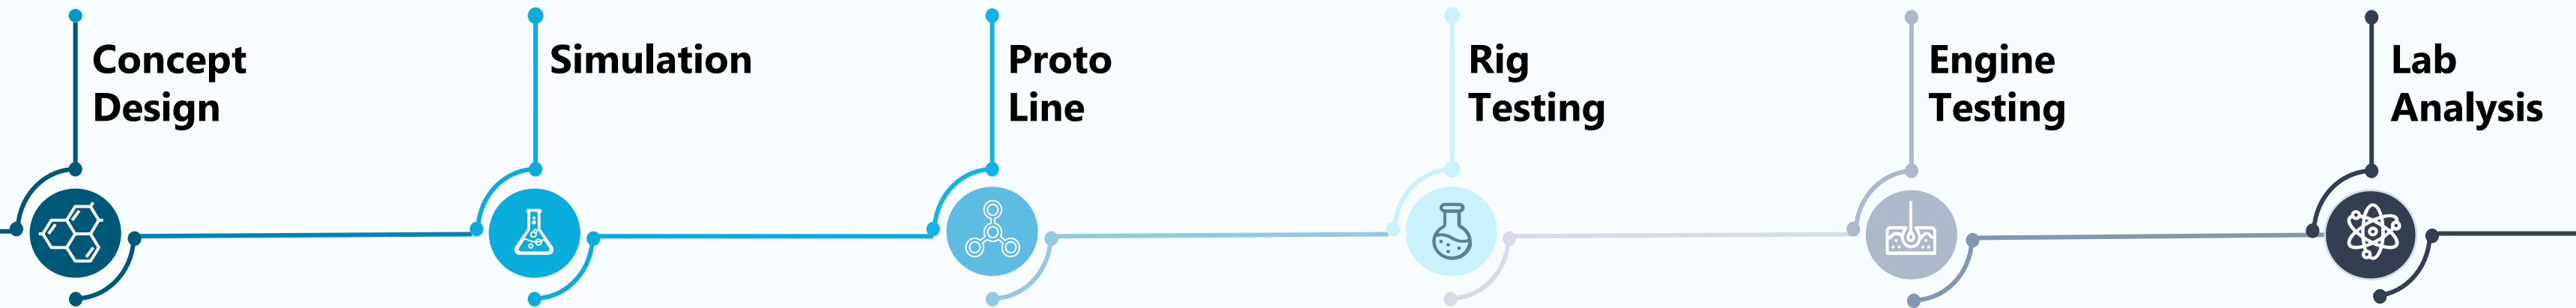 Concept
Design
Simulation
Proto
Line
Rig
Testing
Engine
Testing
Lab
Analysis